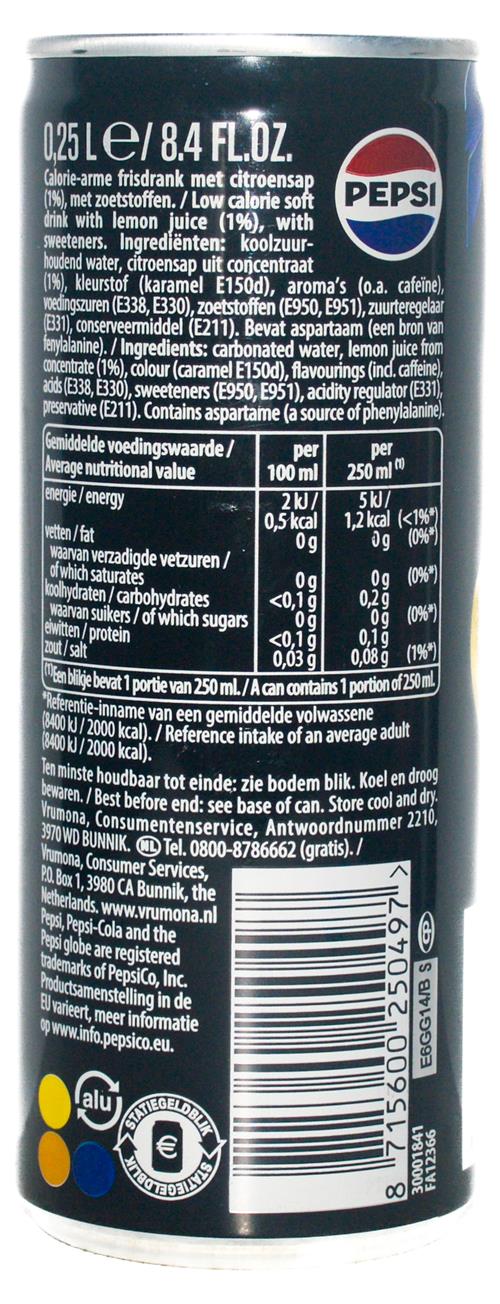 0,25 L ℮ / 8.4 FL.OZ.
PEPSI
Calorie-arme frisdrank met citroensap
(1%), met zoetstoffen. / Low calorie soft
drink with lemon juice (1%), with
sweeteners. Ingrediënten: koolzuur-
houdend water, citroensap uit concentraat
(1%), kleurstof (karamel E150d), aroma's (o.a. cafeïne),
voedingszuren (E338, E330), zoetstoffen (E950, E951), zuurteregelaar
(E331), conserveermiddel (E211). Bevat aspartaam (een bron van
fenylalanine). / Ingredients: carbonated water, lemon juice from
concentrate (1%), colour (caramel E150d), flavourings (incl. caffeine),
acids (E338, E330), sweeteners (E950, E951), acidity regulator (E331),
preservative (E211). Contains aspartame (a source of phenylalanine).
Gemiddelde voedingswaarde / per per
Average nutritional value 100 ml 250 ml (1)
energie / energy 2 kJ / 5 kJ /
0,5 kcal 1,2 kcal (<1%*)
vetten / fat 0 g 0 g (0%*)
waarvan verzadigde vetzuren /
of which saturates 0 g 0 g (0%*)
koolhydraten / carbohydrates <0,1 g 0,2 g
waarvan suikers / of which sugars 0 g 0 g (0%*)
eiwitten / protein <0,1 g 0,1 g
zout / salt 0,03 g 0,08 g (1%*)
(1)Een blikje bevat 1 portie van 250 ml. / A can contains 1 portion of 250 ml.
*Referentie-inname van een gemiddelde volwassene
(8400 kJ / 2000 kcal). / Reference intake of an average adult
(8400 kJ / 2000 kcal).
Ten minste houdbaar tot einde: zie bodem blik. Koel en droog
bewaren. / Best before end: see base of can. Store cool and dry.
Vrumona, Consumentenservice, Antwoordnummer 2210,
3970 WD BUNNIK. NL Tel. 0800-8786662 (gratis). /
Vrumona, Consumer Services,
P.O. Box 1, 3980 CA Bunnik, the
Netherlands. www.vrumona.nl
Pepsi, Pepsi-Cola and the
Pepsi globe are registered
trademarks of PepsiCo, Inc.
Productsamenstelling in de
EU varieert, meer informatie
op www.info.pepsico.eu.
alu
STATIEGELDBLIK
€
STATIEGELDBLIK
8 715600 250497 >
E6GG14/IB S
30001841
FA12366